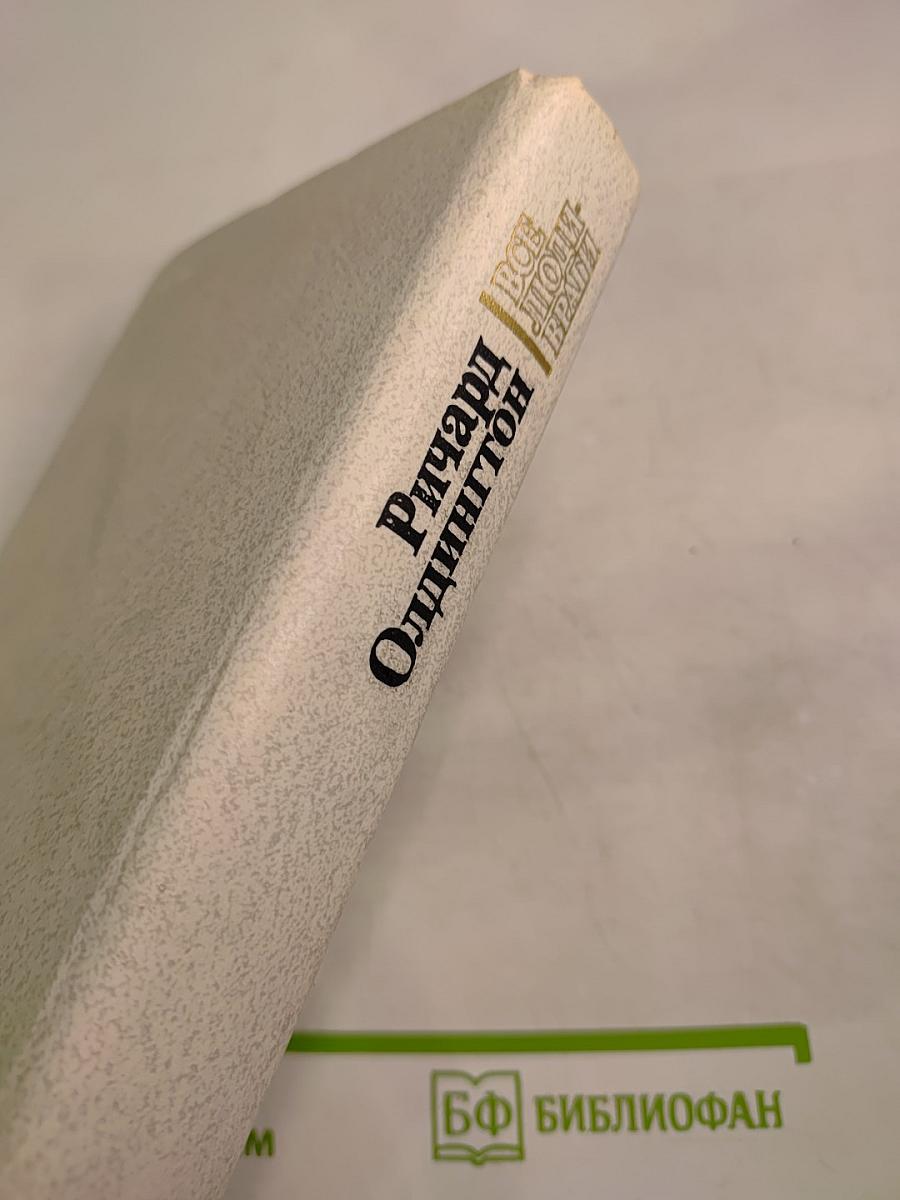 Ричард
Олдингтон
ВСЕ
ЛЮДИ-
ВРАГИ
м
БФ БИБЛИОФАН